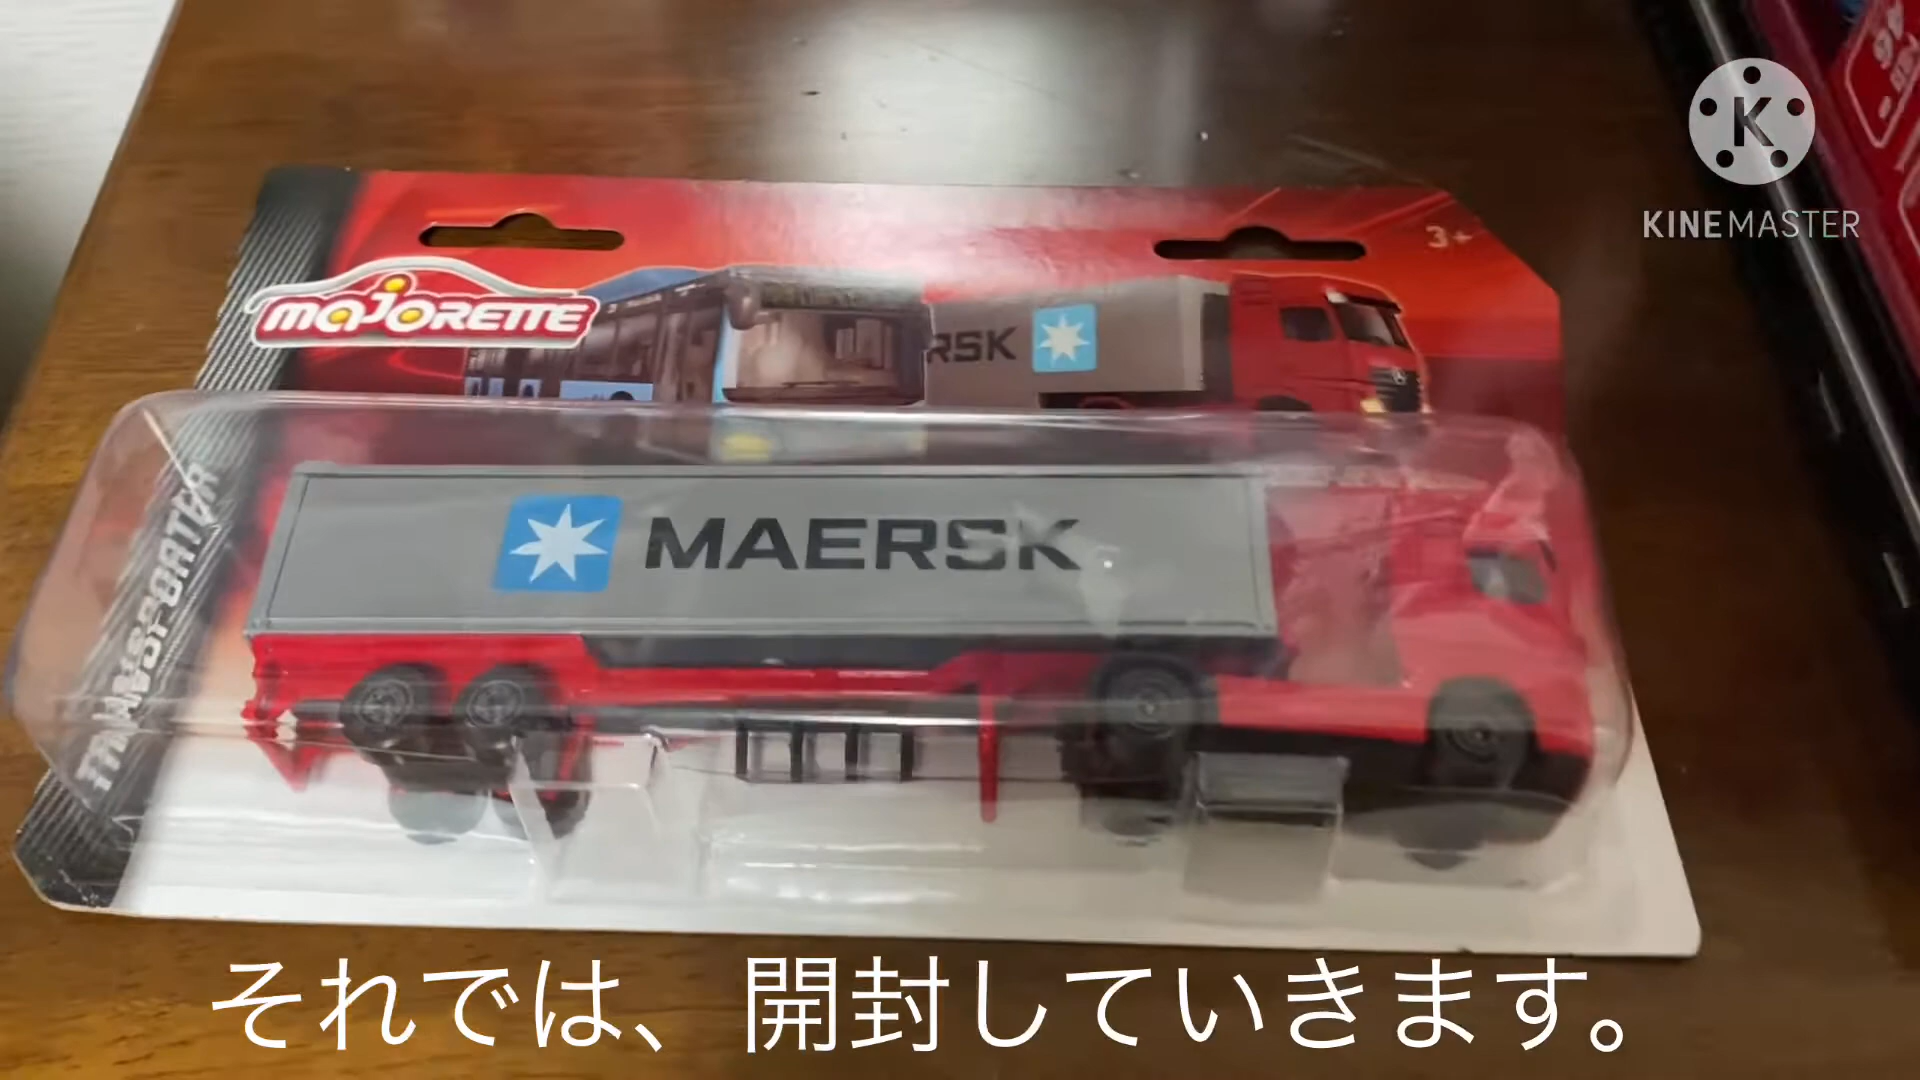 K
KINEMASTER
3+
MAJORETTE
RSK
MAERSK
TRANSPORTER
それでは、開封していきます。